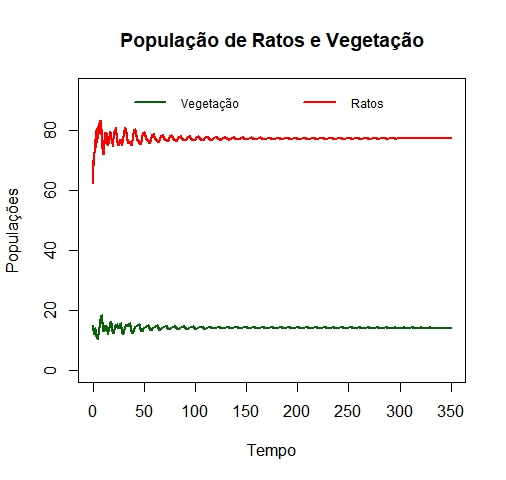 População de Ratos e Vegetação
Vegetação Ratos
80
60
40
20
0
Populações
0 50 100 150 200 250 300 350
Tempo